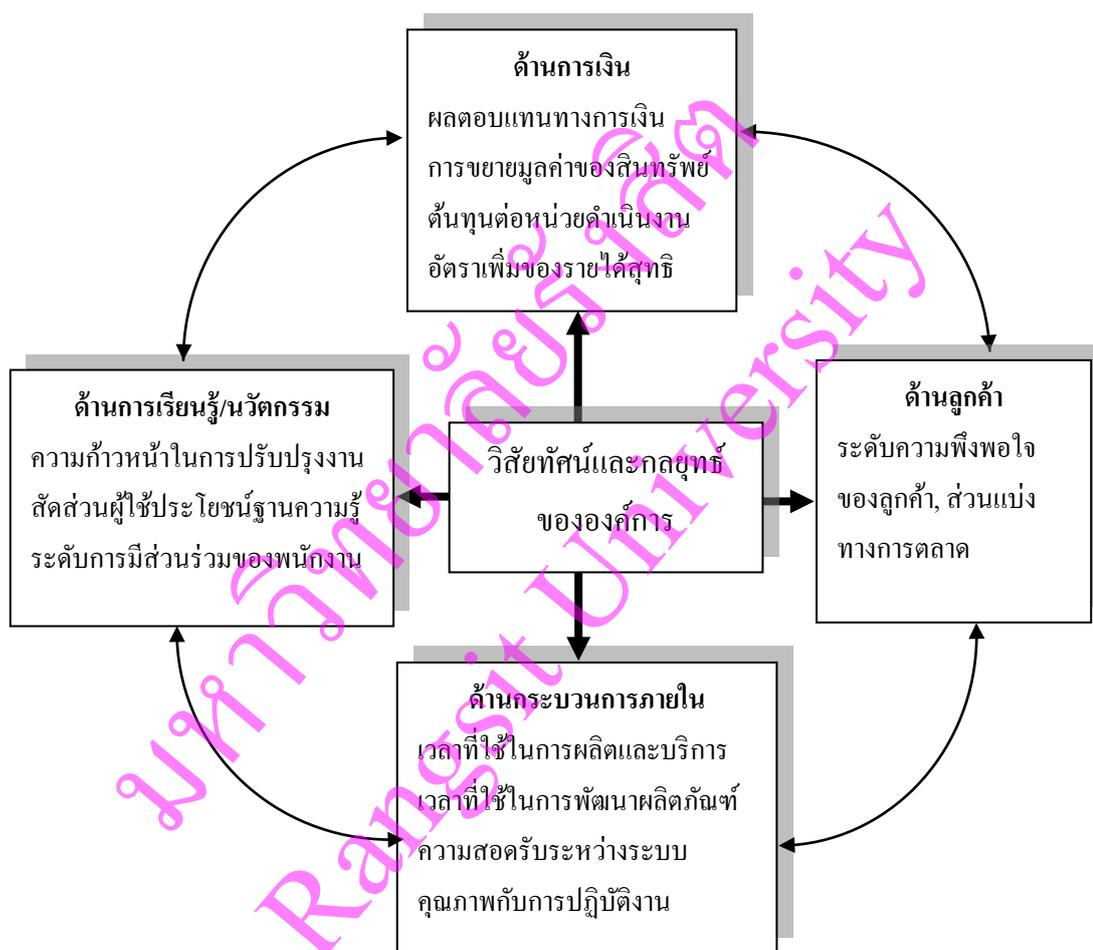 ด้านการเงิน
ผลตอบแทนทางการเงิน
การขยายมูลค่าของสินทรัพย์
ต้นทุนต่อหน่วยดำเนินงาน
อัตราเพิ่มของรายได้สุทธิ
ด้านการเรียนรู้/นวัตกรรม
ความก้าวหน้าในการปรับปรุงงาน
สัดส่วนผู้ใช้ประโยชน์ฐานความรู้
ระดับการมีส่วนร่วมของพนักงาน
วิสัยทัศน์และกลยุทธ์
ขององค์การ
ด้านลูกค้า
ระดับความพึงพอใจ
ของลูกค้า, ส่วนแบ่ง
ทางการตลาด
ด้านกระบวนการภายใน
เวลาที่ใช้ในการผลิตและบริการ
เวลาที่ใช้ในการพัฒนาผลิตภัณฑ์
ความสอดรับระหว่างระบบ
คุณภาพกับการปฏิบัติงาน
มหาวิทยาลัยรังสิต
Rangsit University